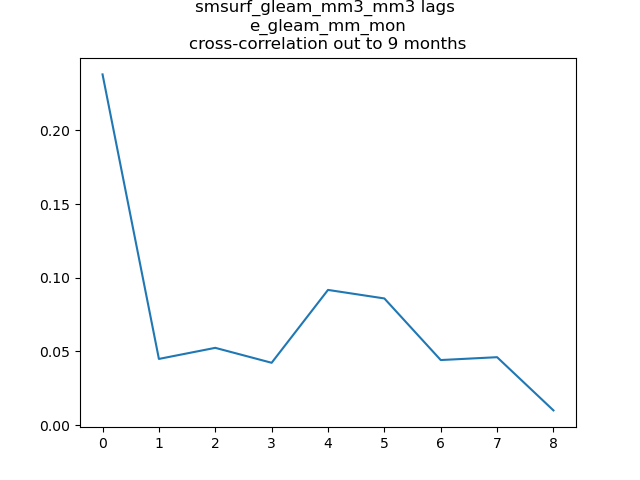 smsurf_gleam_mm3_mm3 lags
e_gleam_mm_mon
cross-correlation out to 9 months
0.20
0.15
0.10
0.05
0.00
0 1 2 3 4 5 6 7 8